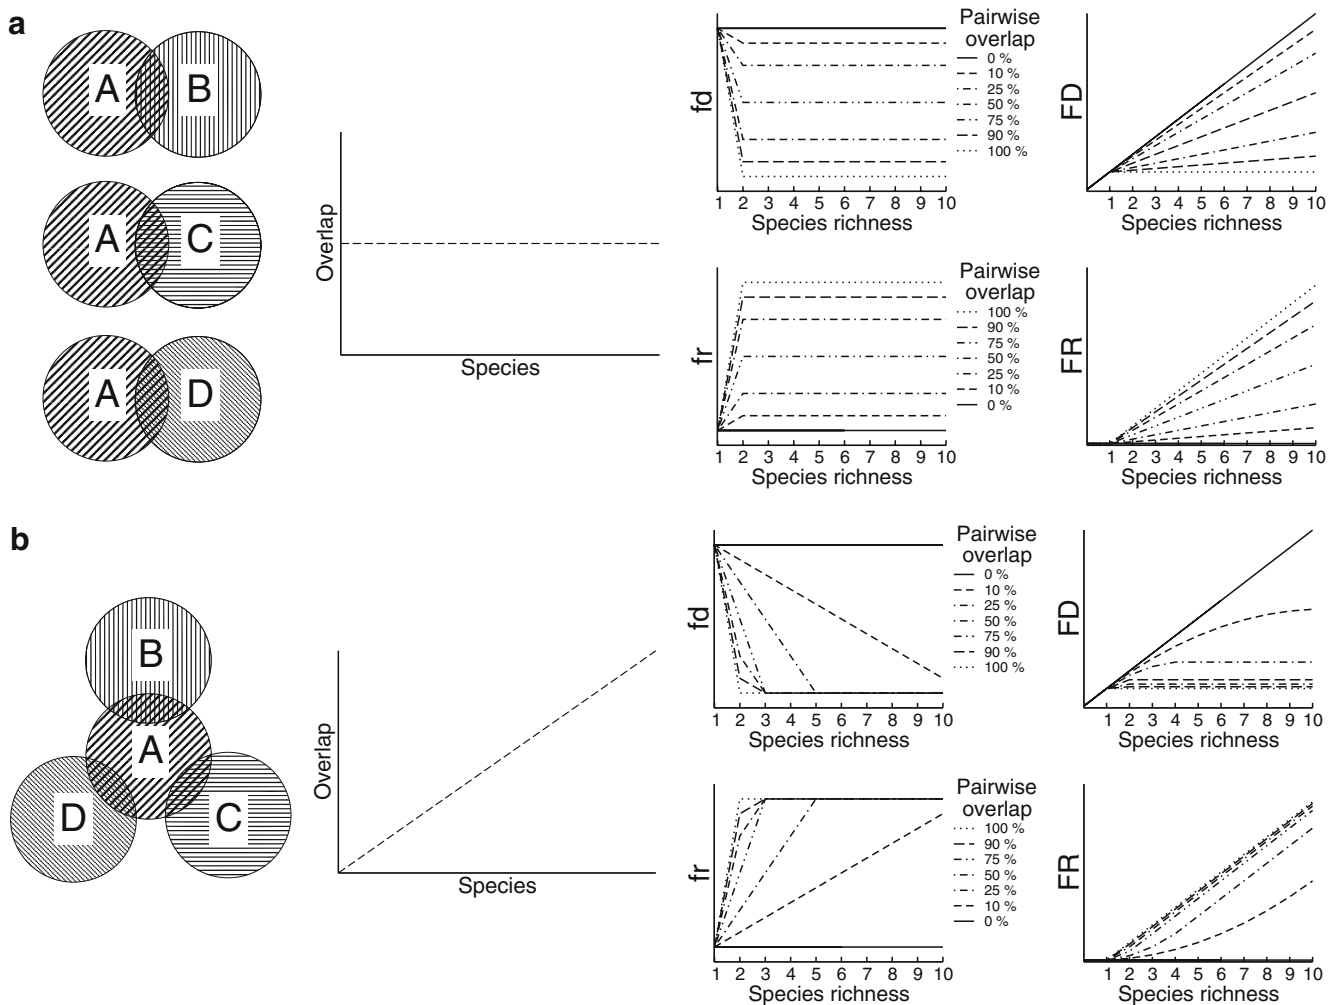 a
A B
A C
A D
Overlap
Species
fd
1 2 3 4 5 6 7 8 9 10
Species richness
Pairwise
overlap
0 %
10 %
25 %
50 %
75 %
90 %
100 %
FD
1 2 3 4 5 6 7 8 9 10
Species richness
fr
1 2 3 4 5 6 7 8 9 10
Species richness
Pairwise
overlap
100 %
90 %
75 %
50 %
25 %
10 %
0 %
FR
1 2 3 4 5 6 7 8 9 10
Species richness
b
B
A
D C
Overlap
Species
fd
1 2 3 4 5 6 7 8 9 10
Species richness
Pairwise
overlap
0 %
10 %
25 %
50 %
75 %
90 %
100 %
FD
1 2 3 4 5 6 7 8 9 10
Species richness
fr
1 2 3 4 5 6 7 8 9 10
Species richness
Pairwise
overlap
100 %
90 %
75 %
50 %
25 %
10 %
0 %
FR
1 2 3 4 5 6 7 8 9 10
Species richness